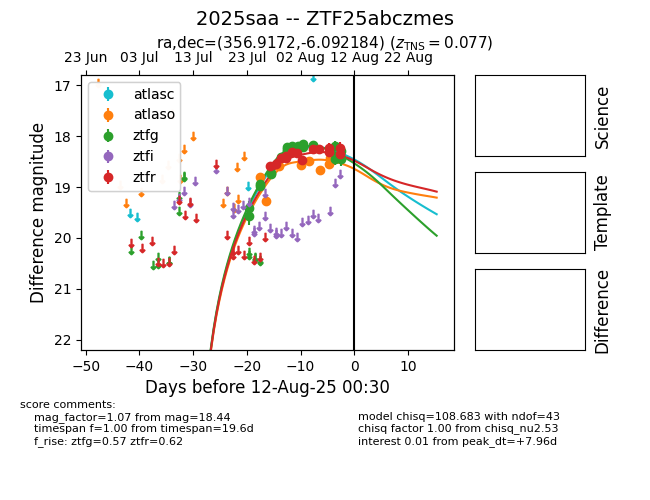 2025saa -- ZTF25abczmes
ra,dec=(356.9172,-6.092184) (zTNS = 0.077)
23 Jun 03 Jul 13 Jul 23 Jul 02 Aug 12 Aug 22 Aug
atlasc
atlaso
ztfg
ztfi
ztfr
17
18
19
20
21
22
Difference magnitude
−50 −40 −30 −20 −10 0 10
Days before 12-Aug-25 00:30
Science
Template
Difference
score comments:
mag_factor=1.07 from mag=18.44
timespan f=1.00 from timespan=19.6d
f_rise: ztfg=0.57 ztfr=0.62
model chisq=108.683 with ndof=43
chisq factor 1.00 from chisq_nu2.53
interest 0.01 from peak_dt=+7.96d